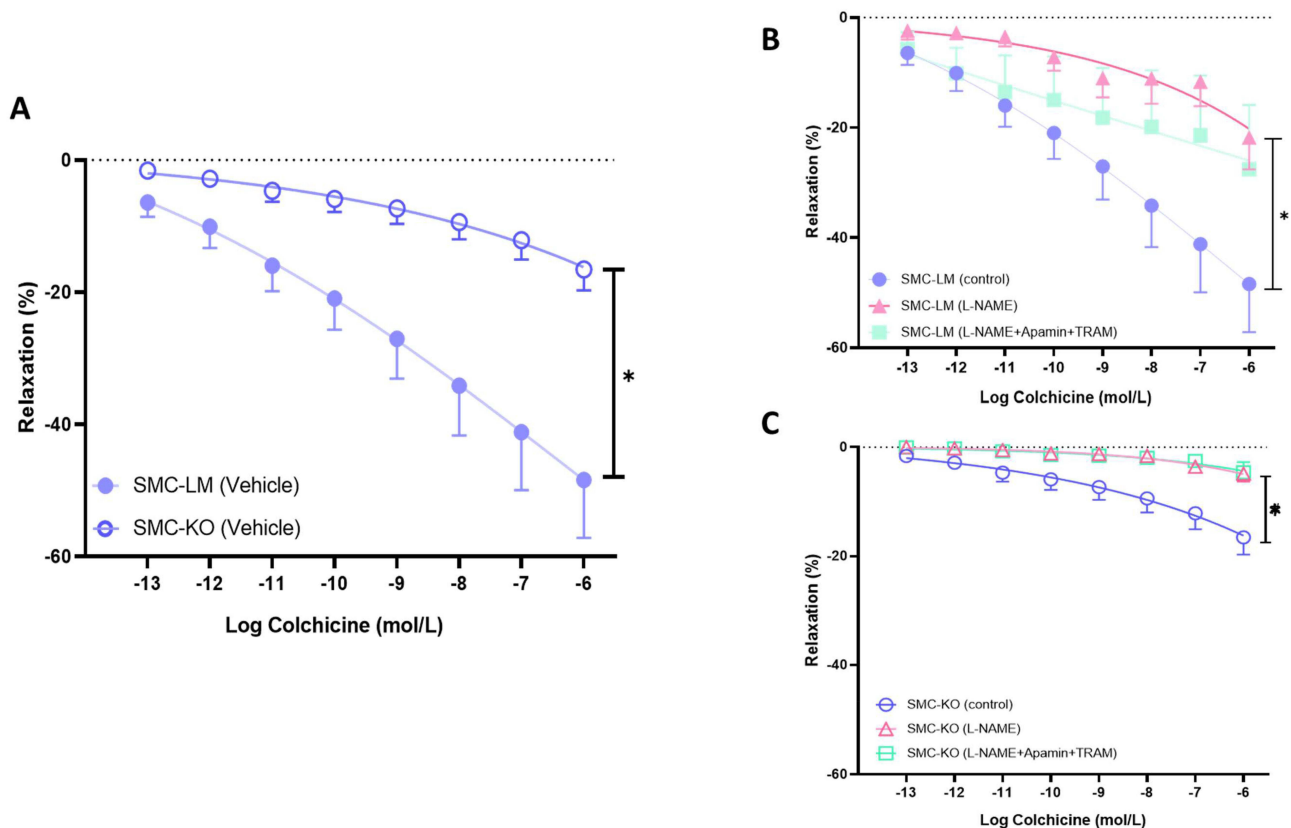 A
Relaxation (%)
0
-20
-40
-60
*
SMC-LM (Vehicle)
SMC-KO (Vehicle)
-13 -12 -11 -10 -9 -8 -7 -6
Log Colchicine (mol/L)
B
Relaxation (%)
0
-20
-40
-60
*
SMC-LM (control)
SMC-LM (L-NAME)
SMC-LM (L-NAME+Apamin+TRAM)
-13 -12 -11 -10 -9 -8 -7 -6
Log Colchicine (mol/L)
C
Relaxation (%)
0
-20
-40
-60
*
SMC-KO (control)
SMC-KO (L-NAME)
SMC-KO (L-NAME+Apamin+TRAM)
-13 -12 -11 -10 -9 -8 -7 -6
Log Colchicine (mol/L)